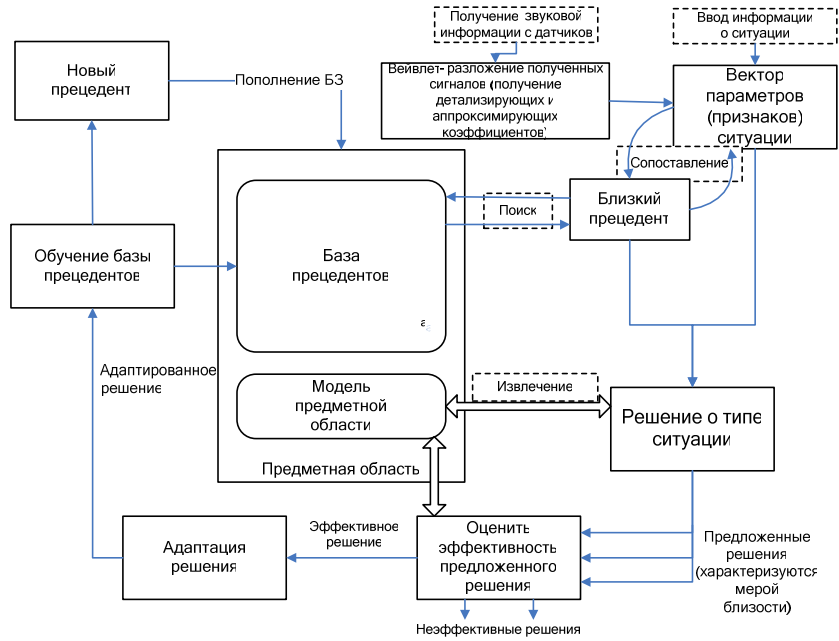 Получение звуковой
информации с датчиков
Ввод информации
о ситуации
Новый
прецедент
Пополнение БЗ
Вейвлет- разложение полученных
сигналов (получение
детализирующих и
аппроксимирующих
коэффициентов)
Вектор
параметров
(признаков)
ситуации
Сопоставление
Близкий
прецедент
Поиск
Обучение базы
прецедентов
База
прецедентов
Адаптированное
решение
Модель
предметной
области
Извлечение
Решение о типе
ситуации
Предметная область
Адаптация
решения
Эффективное
решение
Оценить
эффективность
предложенного
решения
Предложенные
решения
(характеризуются
мерой
близости)
Неэффективные решения